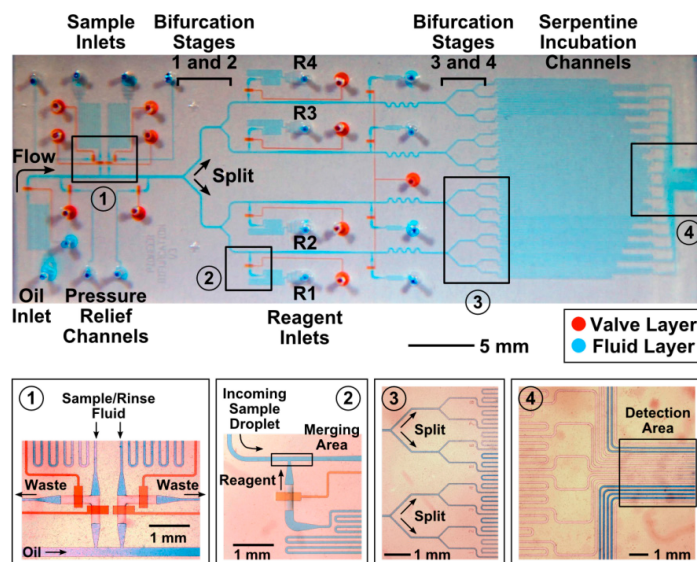 Sample
Inlets
Bifurcation
Stages
1 and 2
Bifurcation
Stages
3 and 4
Serpentine
Incubation
Channels
R4
R3
Flow
1
Split
R2
2
R1
3
4
Oil
Inlet
Pressure
Relief
Channels
Reagent
Inlets
5 mm
Valve Layer
Fluid Layer
1
Sample/Rinse
Fluid
Waste
Waste
1 mm
Oil
2
Incoming
Sample
Droplet
Merging
Area
Reagent
1 mm
3
Split
Split
1 mm
4
Detection
Area
1 mm